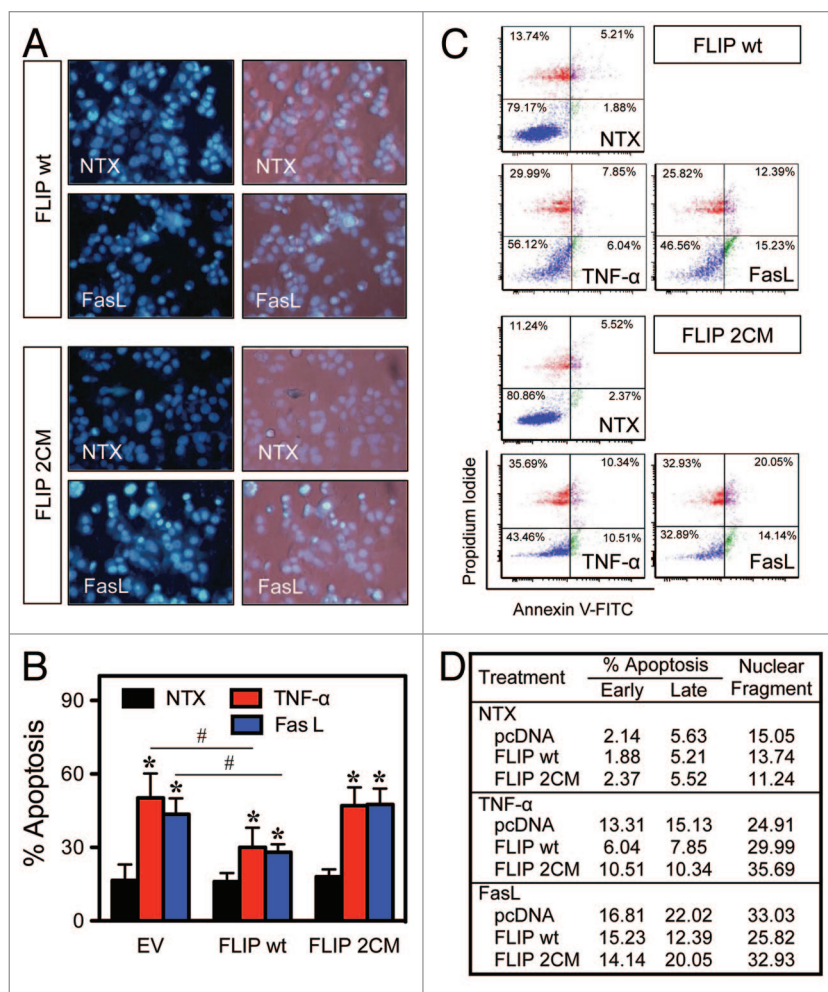 A
FLIP wt
NTX
NTX
FasL
FasL
FLIP 2CM
NTX
NTX
FasL
FasL
C
FLIP wt
13.74% 5.21%
79.17% 1.88%
NTX
29.99% 7.85%
56.12% 6.04%
TNF-α
25.82% 12.39%
46.56% 15.23%
FasL
FLIP 2CM
11.24% 5.52%
80.86% 2.37%
NTX
35.69% 10.34%
43.46% 10.51%
TNF-α
32.93% 20.05%
32.89% 14.14%
FasL
Propidium Iodide
Annexin V-FITC
B
% Apoptosis
90
60
30
0
NTX TNF-α
Fas L
#
#
* * * * * *
EV FLIP wt FLIP 2CM
D
Treatment % Apoptosis Nuclear
Early Late Fragment
NTX
pcDNA 2.14 5.63 15.05
FLIP wt 1.88 5.21 13.74
FLIP 2CM 2.37 5.52 11.24
TNF-α
pcDNA 13.31 15.13 24.91
FLIP wt 6.04 7.85 29.99
FLIP 2CM 10.51 10.34 35.69
FasL
pcDNA 16.81 22.02 33.03
FLIP wt 15.23 12.39 25.82
FLIP 2CM 14.14 20.05 32.93